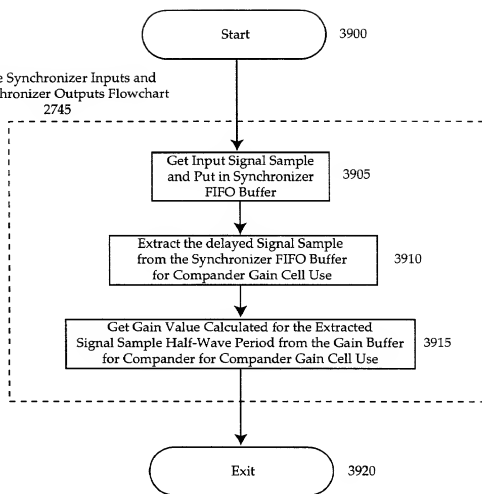 Start
3900
Synchronizer Inputs and
Outputs Flowchart
2745
Get Input Signal Sample
and Put in Synchronizer
FIFO Buffer
3905
Extract the delayed Signal Sample
from the Synchronizer FIFO Buffer
for Compander Gain Cell Use
3910
Get Gain Value Calculated for the Extracted
Signal Sample Half-Wave Period from the Gain Buffer
for Compander for Compander Gain Cell Use
3915
Exit
3920